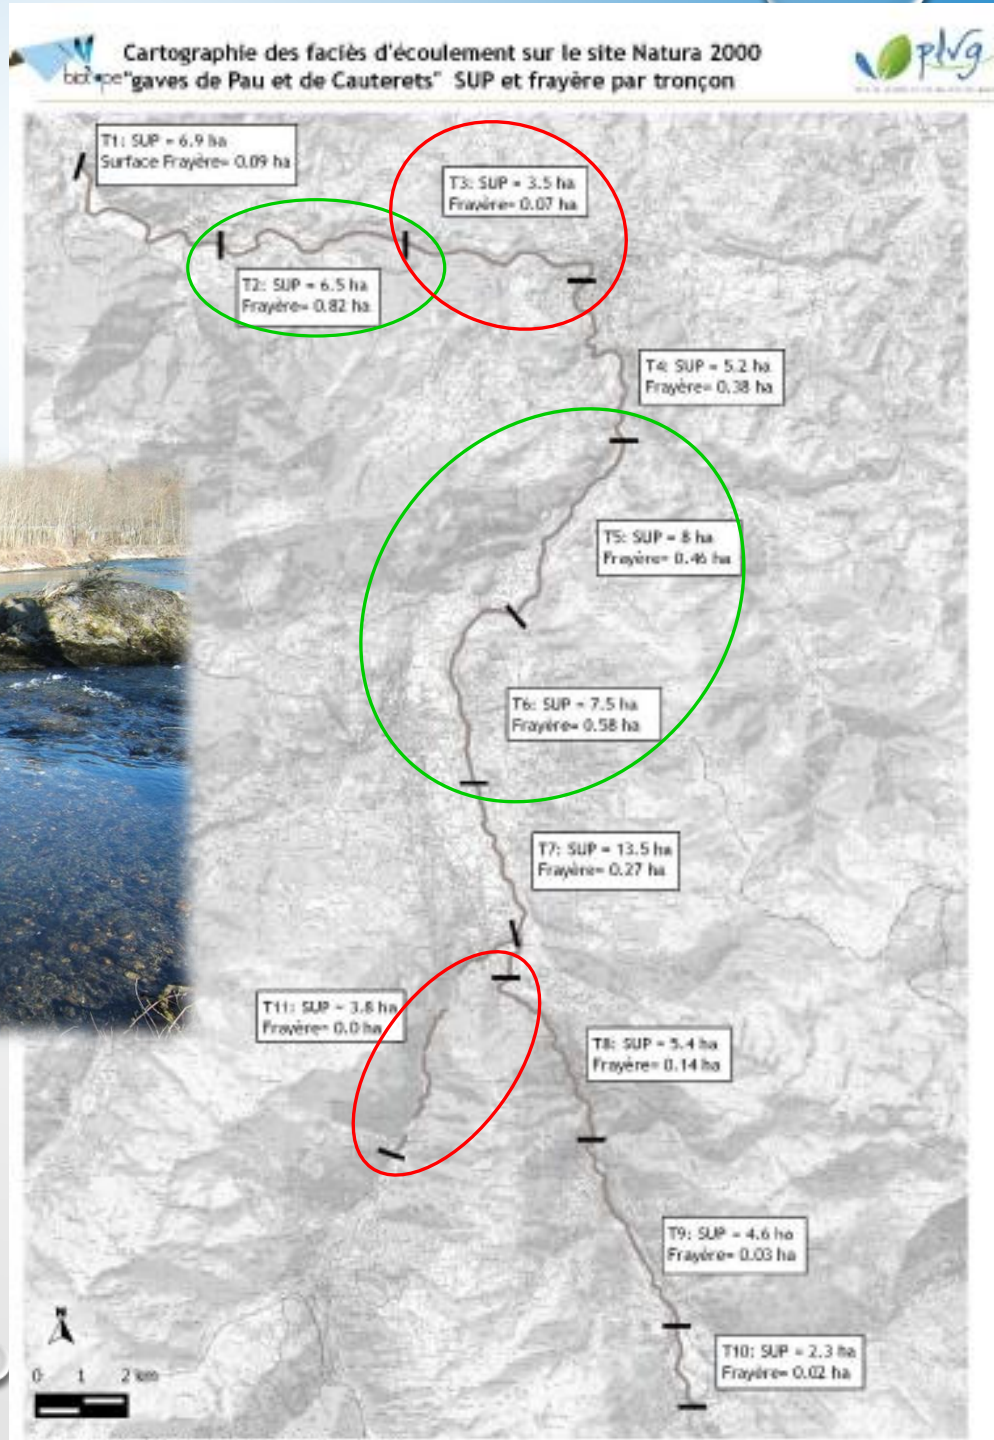 Cartographie des faciès d'écoulement sur le site Natura 2000
"gaves de Pau et de Cauterets" SUP et frayère par tronçon
biotope
plvg
T1: SUP = 6.9 ha
Surface Frayère= 0.09 ha
T3: SUP = 3.5 ha
Frayère= 0.07 ha
T2: SUP = 6.5 ha
Frayère= 0.82 ha
T4: SUP = 5.2 ha
Frayère= 0.38 ha
T5: SUP = 8 ha
Frayère= 0.46 ha
T6: SUP = 7.5 ha
Frayère= 0.58 ha
T7: SUP = 13.5 ha
Frayère= 0.27 ha
T11: SUP = 3.8 ha
Frayère= 0.0 ha
T8: SUP = 5.4 ha
Frayère= 0.14 ha
T9: SUP = 4.6 ha
Frayère= 0.03 ha
T10: SUP = 2.3 ha
Frayère= 0.02 ha
N
0 1 2 km